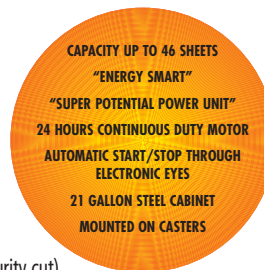 CAPACITY UP TO 46 SHEETS
“ENERGY SMART”
“SUPER POTENTIAL POWER UNIT”
24 HOURS CONTINUOUS DUTY MOTOR
AUTOMATIC START/STOP THROUGH
ELECTRONIC EYES
21 GALLON STEEL CABINET
MOUNTED ON CASTERS
cut)